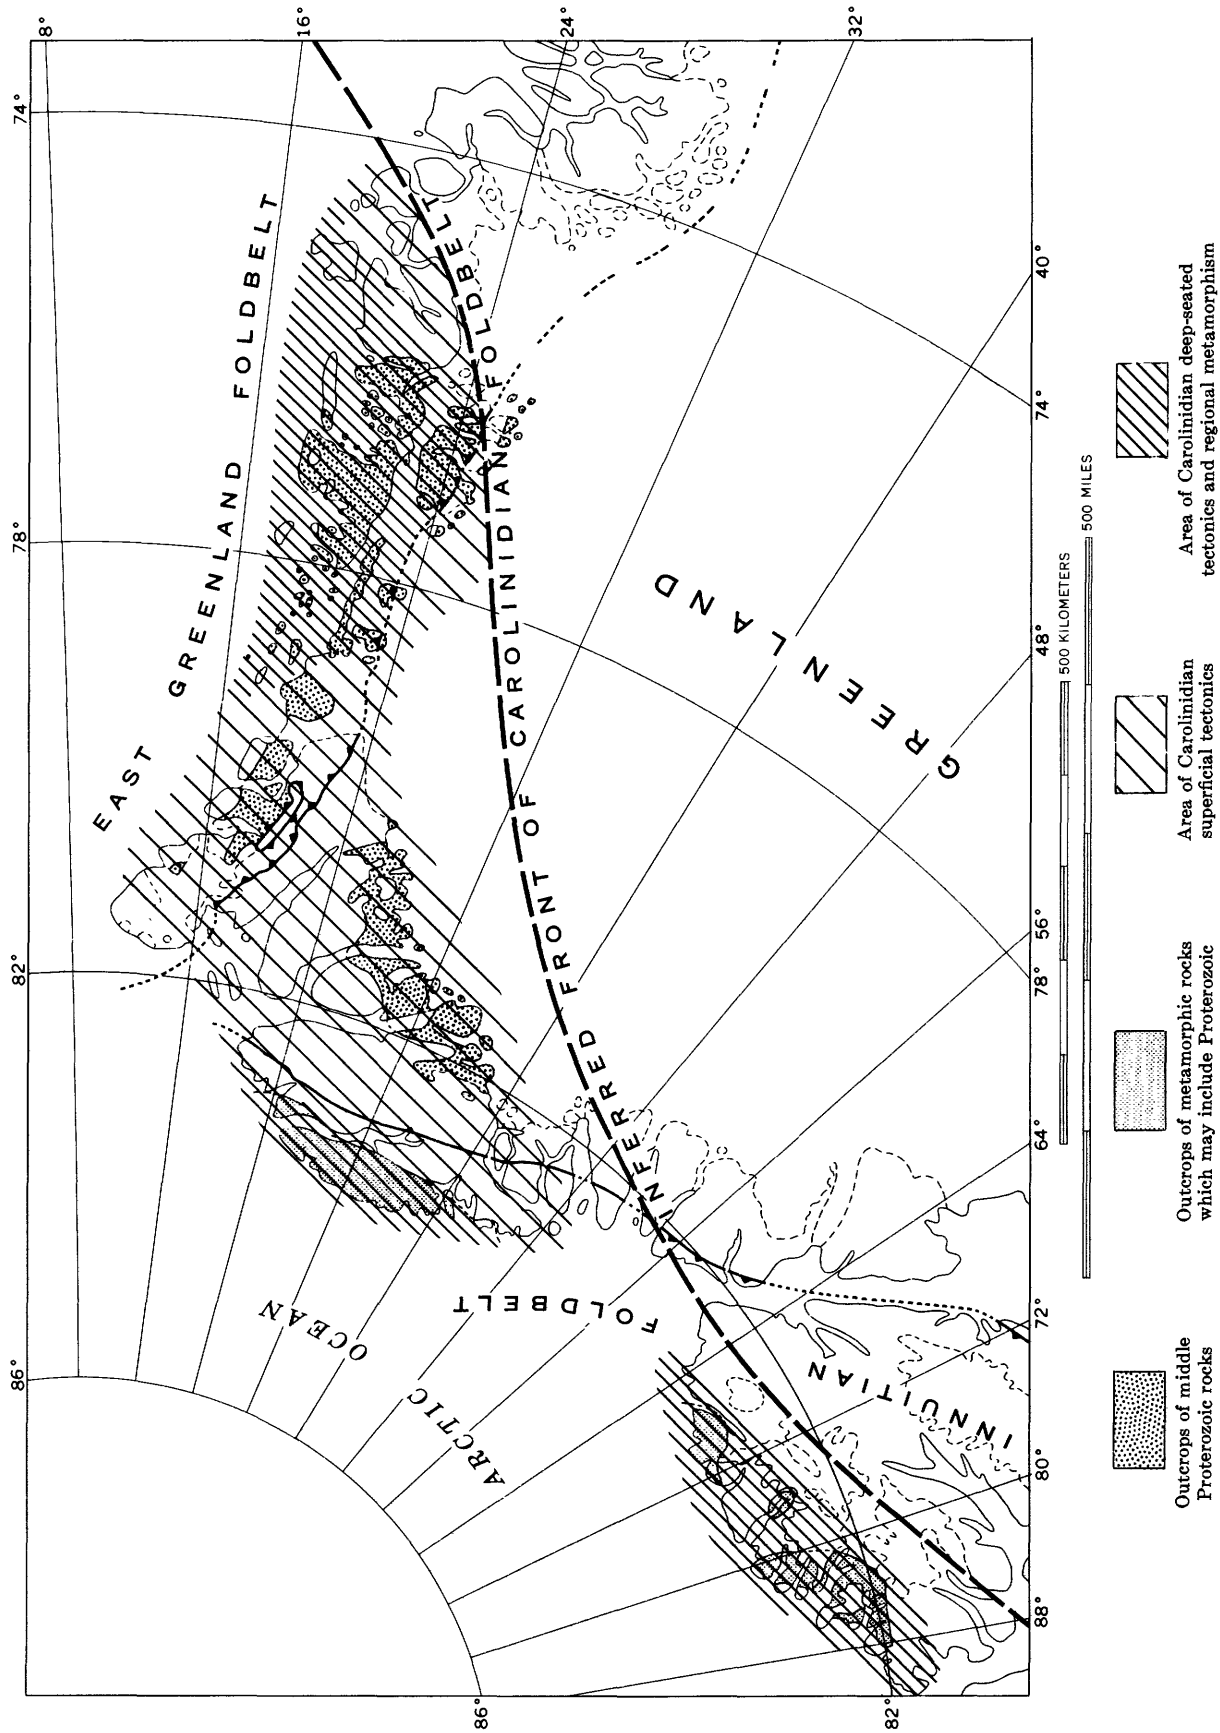 8°
16°
24°
32°
74°
78°
82°
86°
40°
74°
48°
56°
78°
64°
72°
80°
88°
86°
82°
EAST GREENLAND FOLDBELT
INFERRED FRONT OF CAROLINIDIAN FOLDBELT
GREENLAND
ARCTIC OCEAN
INNUITIAN FOLDBELT
500 KILOMETERS
500 MILES
Outcrops of middle
Proterozoic rocks
Outcrops of metamorphic rocks
which may include Proterozoic
Area of Carolinidian
superficial tectonics
Area of Carolinidian deep-seated
tectonics and regional metamorphism